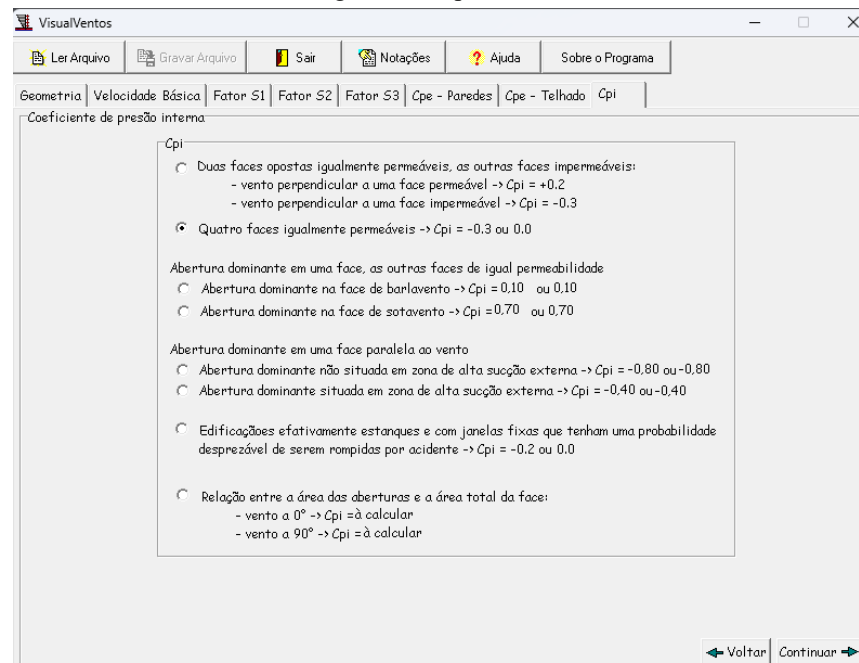 VisualVentos
Ler Arquivo Gravar Arquivo Sair Notações Ajuda Sobre o Programa
Geometria Velocidade Básica Fator S1 Fator S2 Fator S3 Cpe - Paredes Cpe - Telhado Cpi
Coeficiente de presão interna
Cpi
Duas faces opostas igualmente permeáveis, as outras faces impermeáveis:
- vento perpendicular a uma face permeável -> Cpi = +0.2
- vento perpendicular a uma face impermeável -> Cpi = -0.3
Quatro faces igualmente permeáveis -> Cpi = -0.3 ou 0.0
Abertura dominante em uma face, as outras faces de igual permeabilidade
Abertura dominante na face de barlavento -> Cpi = 0,10 ou 0,10
Abertura dominante na face de sotavento -> Cpi = 0,70 ou 0,70
Abertura dominante em uma face paralela ao vento
Abertura dominante não situada em zona de alta sucção externa -> Cpi = -0,80 ou -0,80
Abertura dominante situada em zona de alta sucção externa -> Cpi = -0,40 ou -0,40
Edificaçãoes efativamente estanques e com janelas fixas que tenham uma probabilidade
desprezável de serem rompidas por acidente -> Cpi = -0.2 ou 0.0
Relação entre a área das aberturas e a área total da face:
- vento a 0° -> Cpi =à calcular
- vento a 90° -> Cpi =à calcular
Voltar Continuar